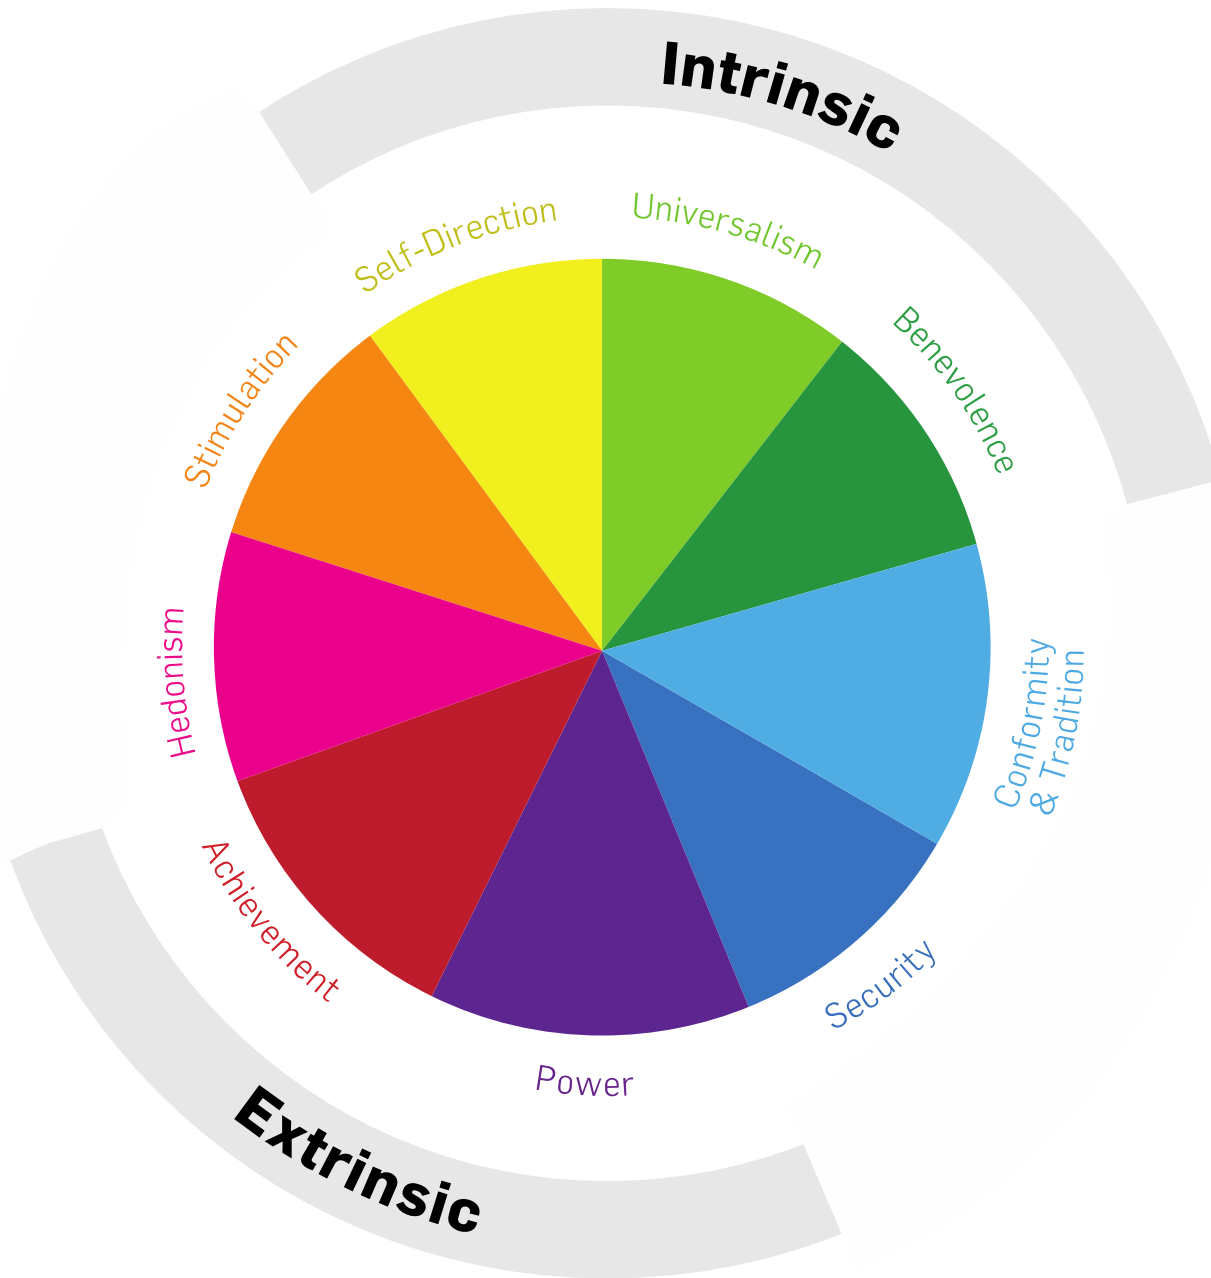 Intrinsic
Universalism
Benevolence
Conformity
& Tradition
Security
Power
Achievement
Hedonism
Stimulation
Self-Direction
Extrinsic